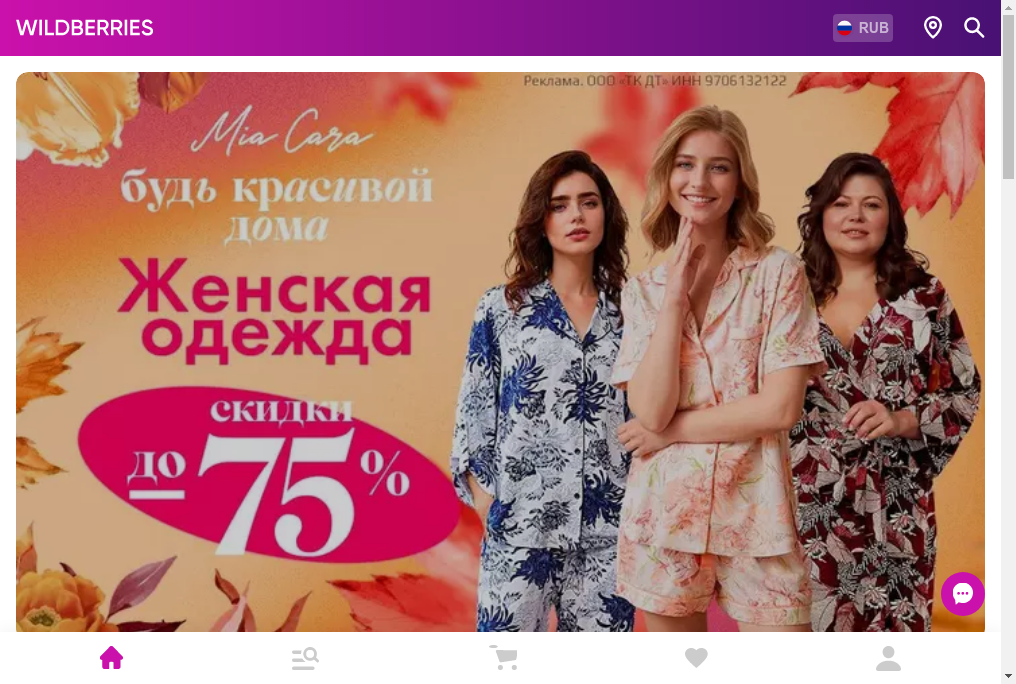 WILDBERRIES
RUB
Реклама. ООО «ТК ДТ» ИНН 9706132122
Mia Cara
будь красивой
дома
Женская
одежда
скидки
до 75%